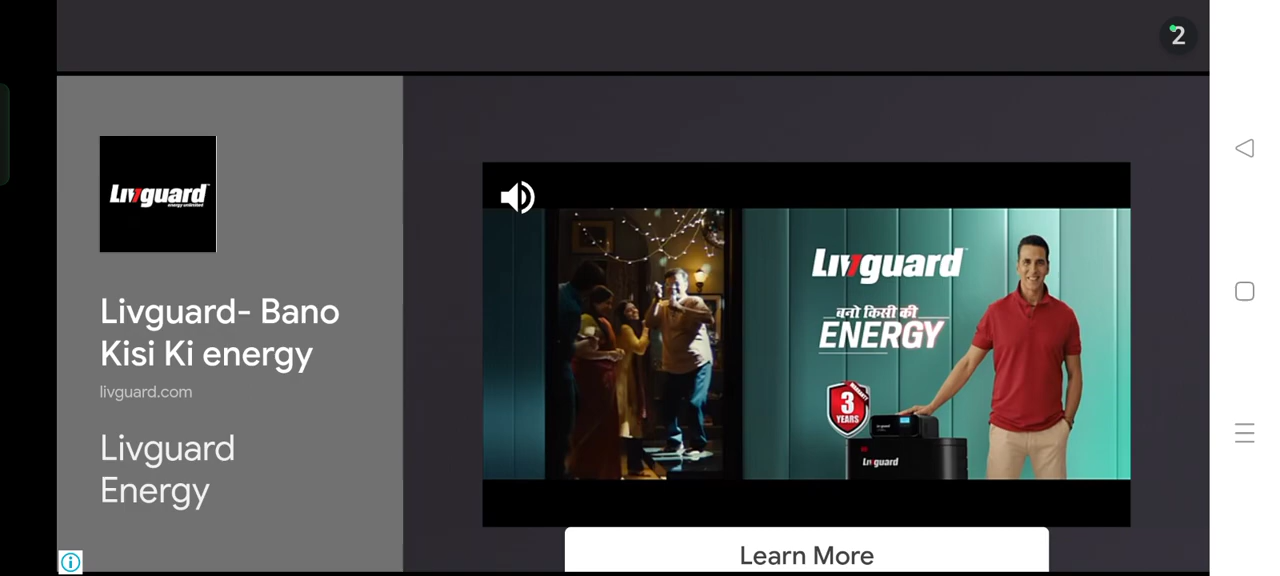 2
Livguard
energy unlimited
Livguard- Bano
Kisi Ki energy
livguard.com
Livguard
Energy
Livguard
बनो किसी की
ENERGY
WARRANTY
3
YEARS
Livguard
Livguard
Learn More